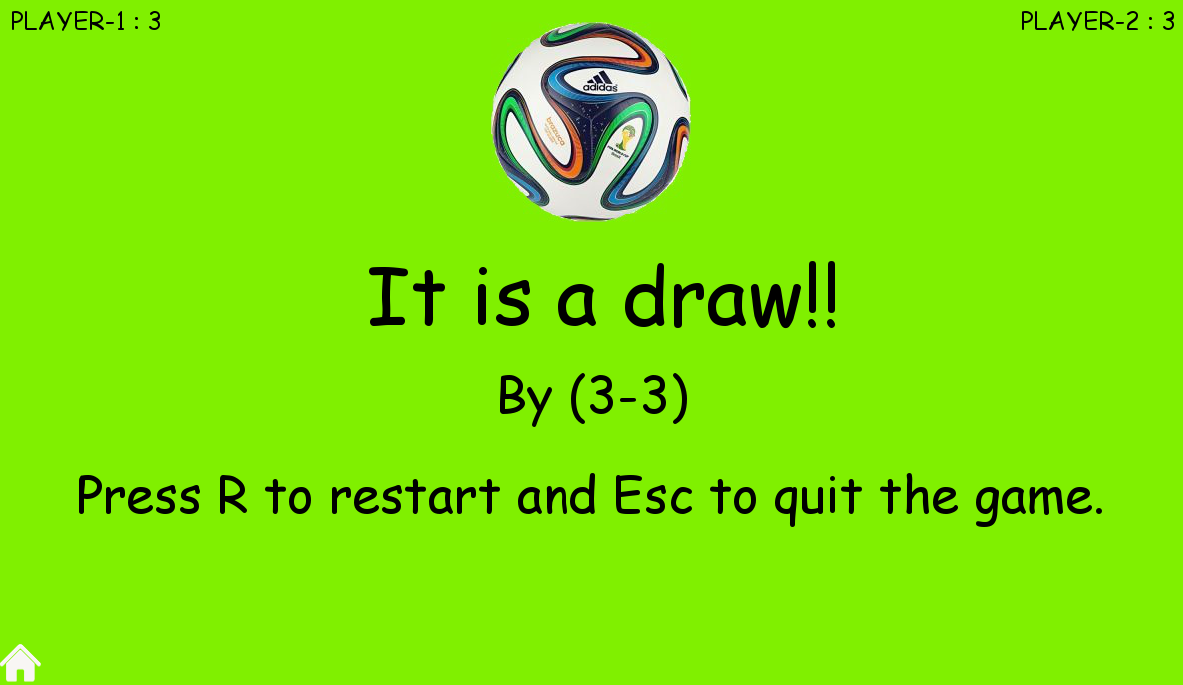 PLAYER-1 : 3
PLAYER-2 : 3
adidas
brazuca
It is a draw!!
By (3-3)
Press R to restart and Esc to quit the game.